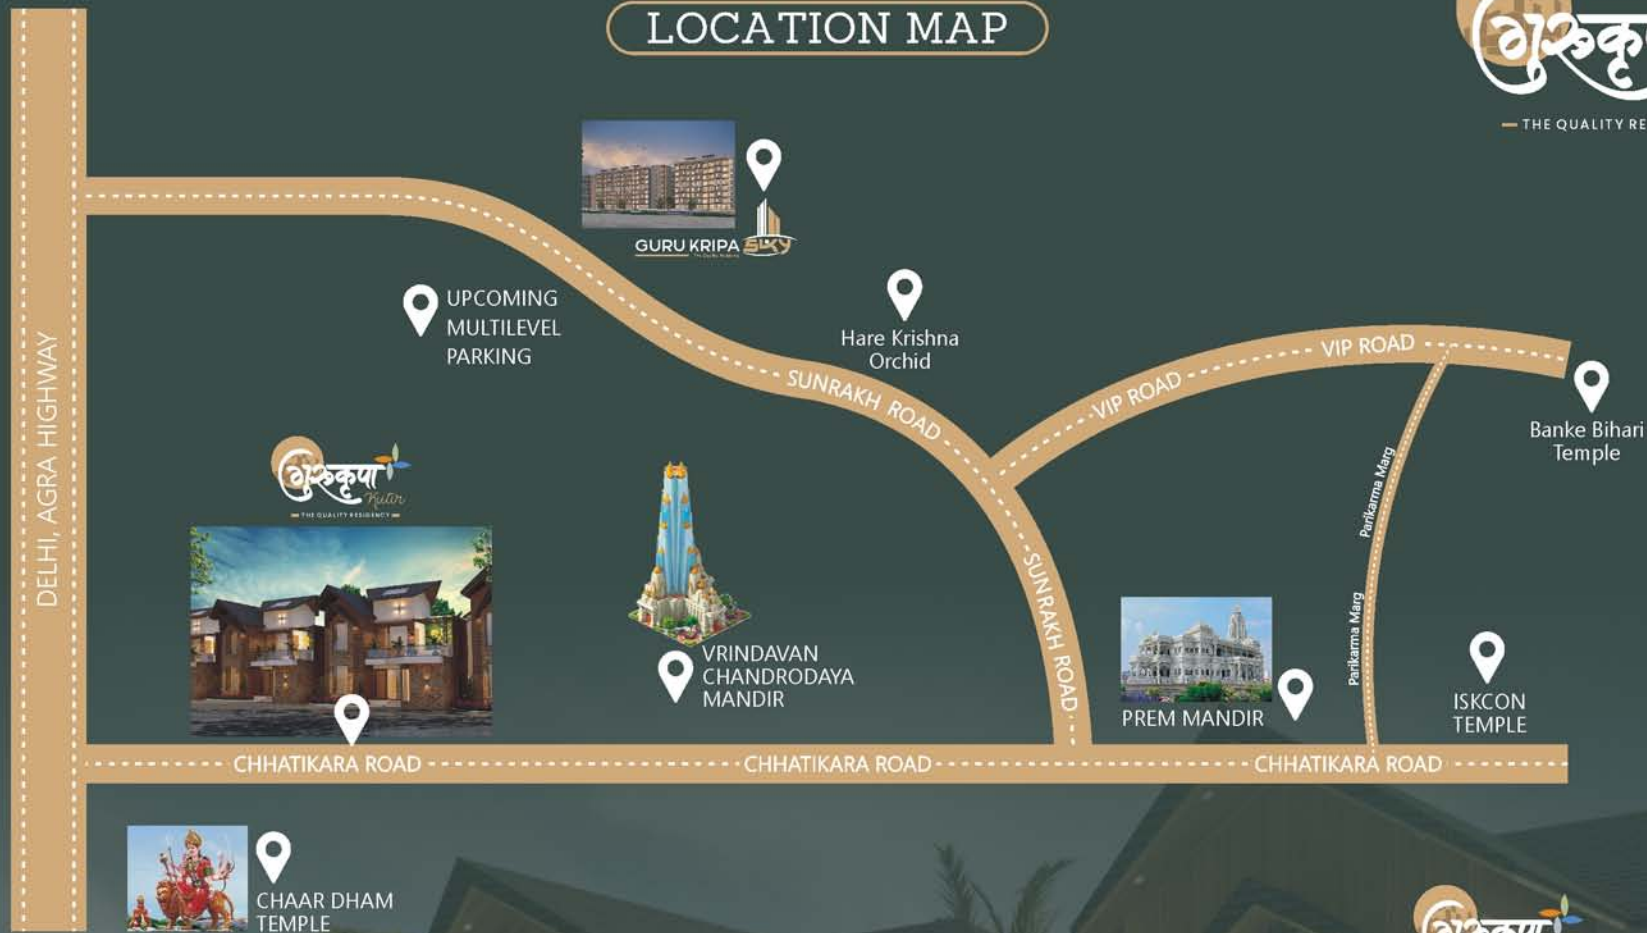 LOCATION MAP
THE QUALITY RE
GURU KRIPA SKY
UPCOMING
MULTILEVEL
PARKING
Hare Krishna
Orchid
SUNRAKH ROAD
VIP ROAD
VIP ROAD
Banke Bihari
Temple
DELHI, AGRA HIGHWAY
गुरुकृपा
Kutir
THE QUALITY RESIDENCY
Parikarma Marg
SUNRAKH ROAD
Parikarma Marg
VRINDAVAN
CHANDRODAYA
MANDIR
PREM MANDIR
ISKCON
TEMPLE
CHHATIKARA ROAD
CHHATIKARA ROAD
CHHATIKARA ROAD
CHAAR DHAM
TEMPLE
गुरुकृपा